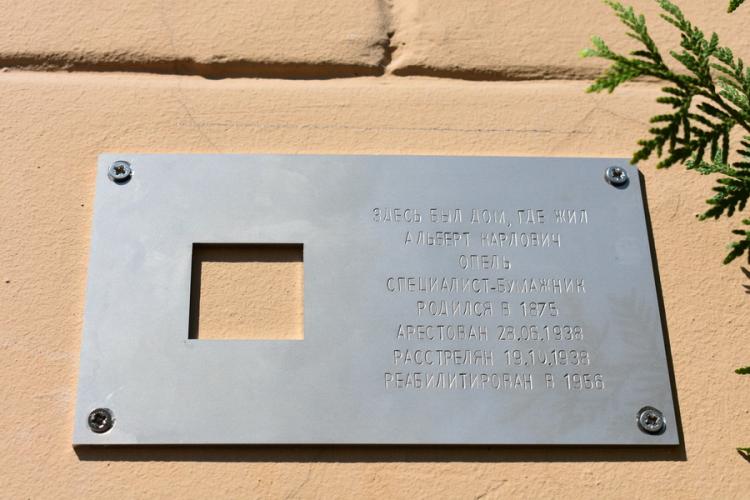 ЗДЕСЬ БЫЛ ДОМ, ГДЕ ЖИЛ
АЛЬБЕРТ КАРЛОВИЧ
ОПЕЛЬ
СПЕЦИАЛИСТ-БУМАЖНИК
РОДИЛСЯ В 1875
АРЕСТОВАН 28.06.1938
РАССТРЕЛЯН 19.10.1938
РЕАБИЛИТИРОВАН В 1956